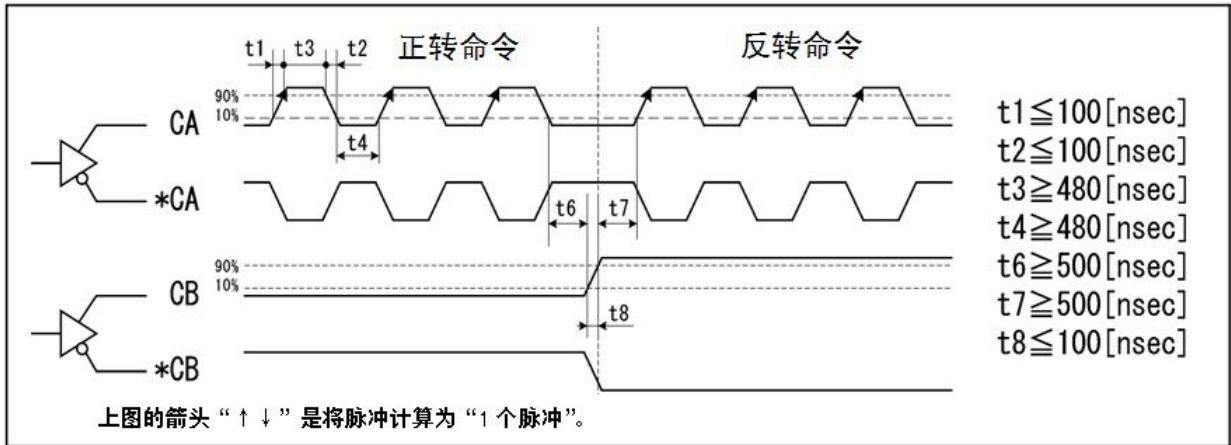 t1 t3 t2 正转命令 反转命令
90%
10%
CA
t4
*CA
t6 t7
90%
10%
CB
t8
*CB
t1≦100[nsec]
t2≦100[nsec]
t3≧480[nsec]
t4≧480[nsec]
t6≧500[nsec]
t7≧500[nsec]
t8≦100[nsec]
上图的箭头“↑↓”是将脉冲计算为“1个脉冲”。